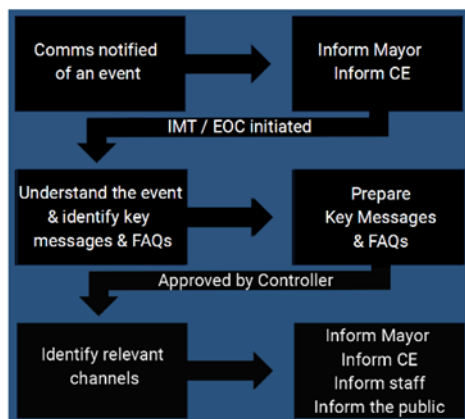 Comms notified
of an event
Inform Mayor
Inform CE
IMT / EOC initiated
Understand the event
& identify key
messages & FAQs
Prepare
Key Messages
& FAQs
Approved by Controller
Identify relevant
channels
Inform Mayor
Inform CE
Inform staff
Inform the public